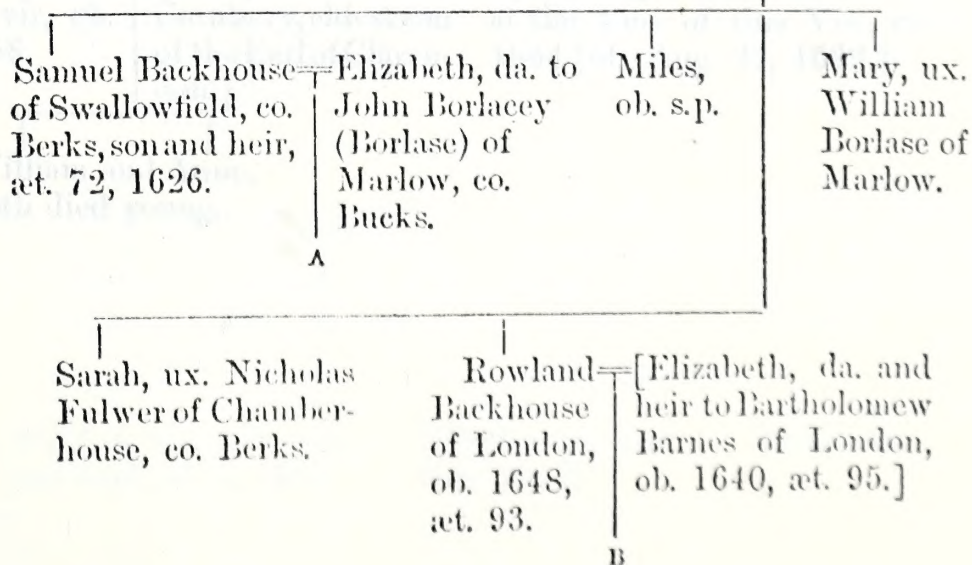 Samuel Backhouse
of Swallowfield, co.
Berks, son and heir,
æt. 72, 1626.
Elizabeth, da. to
John Borlacey
(Borlase) of
Marlow, co.
Bucks.
A
Miles,
ob. s.p.
Mary, ux.
William
Borlase of
Marlow.
Sarah, ux. Nicholas
Fulwer of Chamber-
house, co. Berks.
Rowland
Backhouse
of London,
ob. 1648,
æt. 93.
[Elizabeth, da. and
heir to Bartholomew
Barnes of London,
ob. 1640, æt. 95.]
B